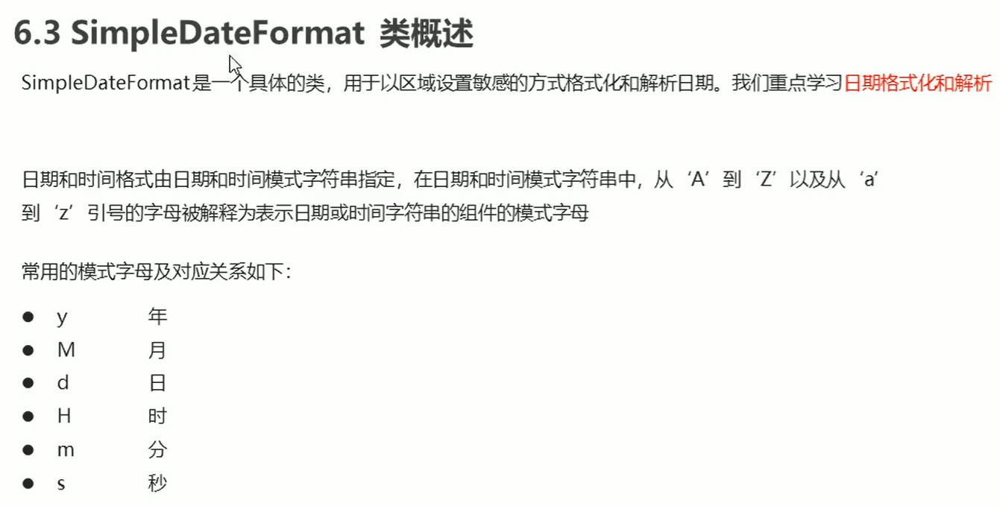 6.3 SimpleDateFormat 类概述
SimpleDateFormat是一个具体的类，用于以区域设置敏感的方式格式化和解析日期。我们重点学习日期格式化和解析
日期和时间格式由日期和时间模式字符串指定，在日期和时间模式字符串中，从‘A’到‘Z’以及从‘a’
到‘z’引号的字母被解释为表示日期或时间字符串的组件的模式字母
常用的模式字母及对应关系如下：
● y 年
● M 月
● d 日
● H 时
● m 分
● s 秒